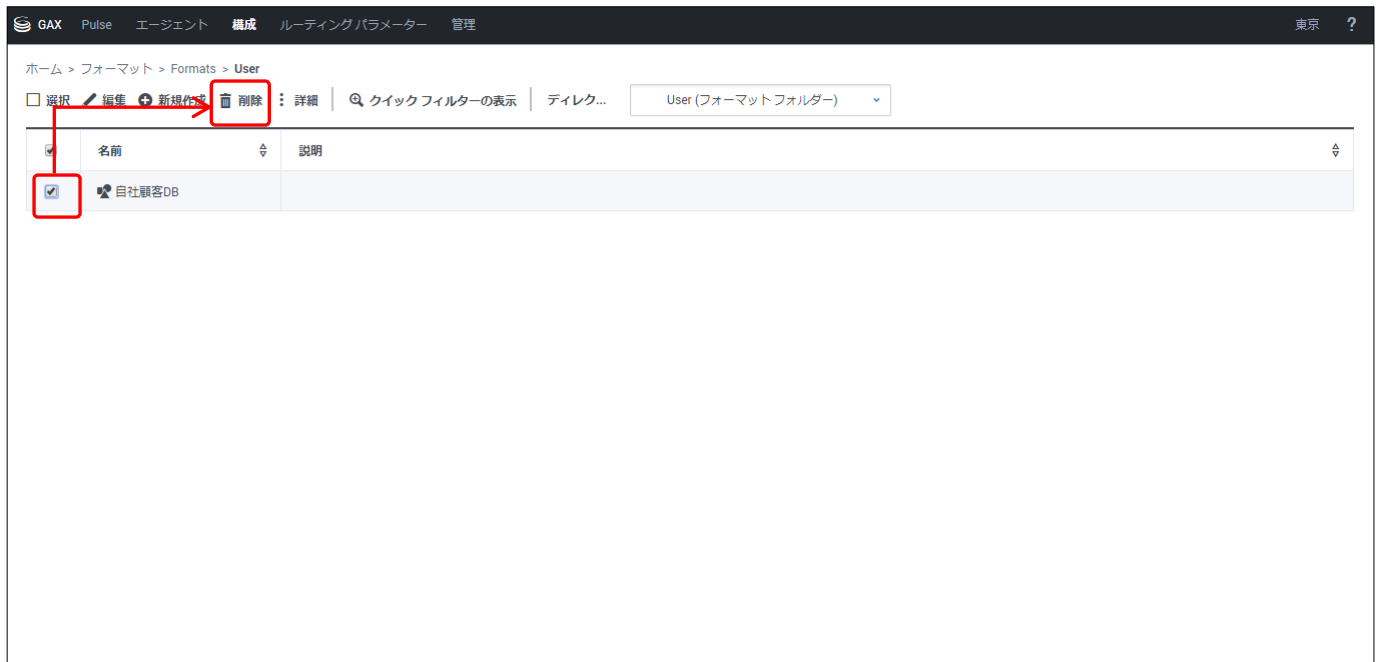 GAX Pulse エージェント 構成 ルーティング パラメーター 管理 東京 ?
ホーム > フォーマット > Formats > User
選択 編集 新規作成 削除 詳細 クイック フィルターの表示 ディレク... User (フォーマット フォルダー)
名前 説明
自社顧客DB